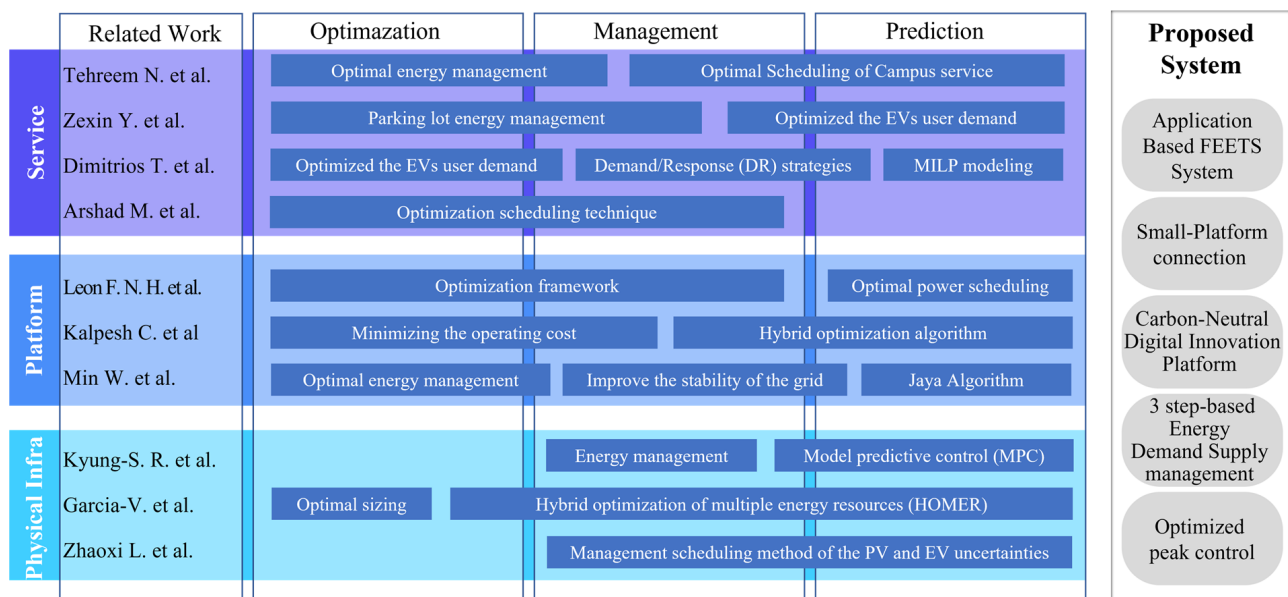 Related Work
Optimazation
Management
Prediction
Service
Tehreem N. et al.
Optimal energy management
Optimal Scheduling of Campus service
Zexin Y. et al.
Parking lot energy management
Optimized the EVs user demand
Dimitrios T. et al.
Optimized the EVs user demand
Demand/Response (DR) strategies
MILP modeling
Arshad M. et al.
Optimization scheduling technique
Platform
Leon F. N. H. et al.
Optimization framework
Optimal power scheduling
Kalpesh C. et al
Minimizing the operating cost
Hybrid optimization algorithm
Min W. et al.
Optimal energy management
Improve the stability of the grid
Jaya Algorithm
Physical Infra
Kyung-S. R. et al.
Energy management
Model predictive control (MPC)
Garcia-V. et al.
Optimal sizing
Hybrid optimization of multiple energy resources (HOMER)
Zhaoxi L. et al.
Management scheduling method of the PV and EV uncertainties
Proposed
System
Application
Based FEETS
System
Small-Platform
connection
Carbon-Neutral
Digital Innovation
Platform
3 step-based
Energy
Demand Supply
management
Optimized
peak control